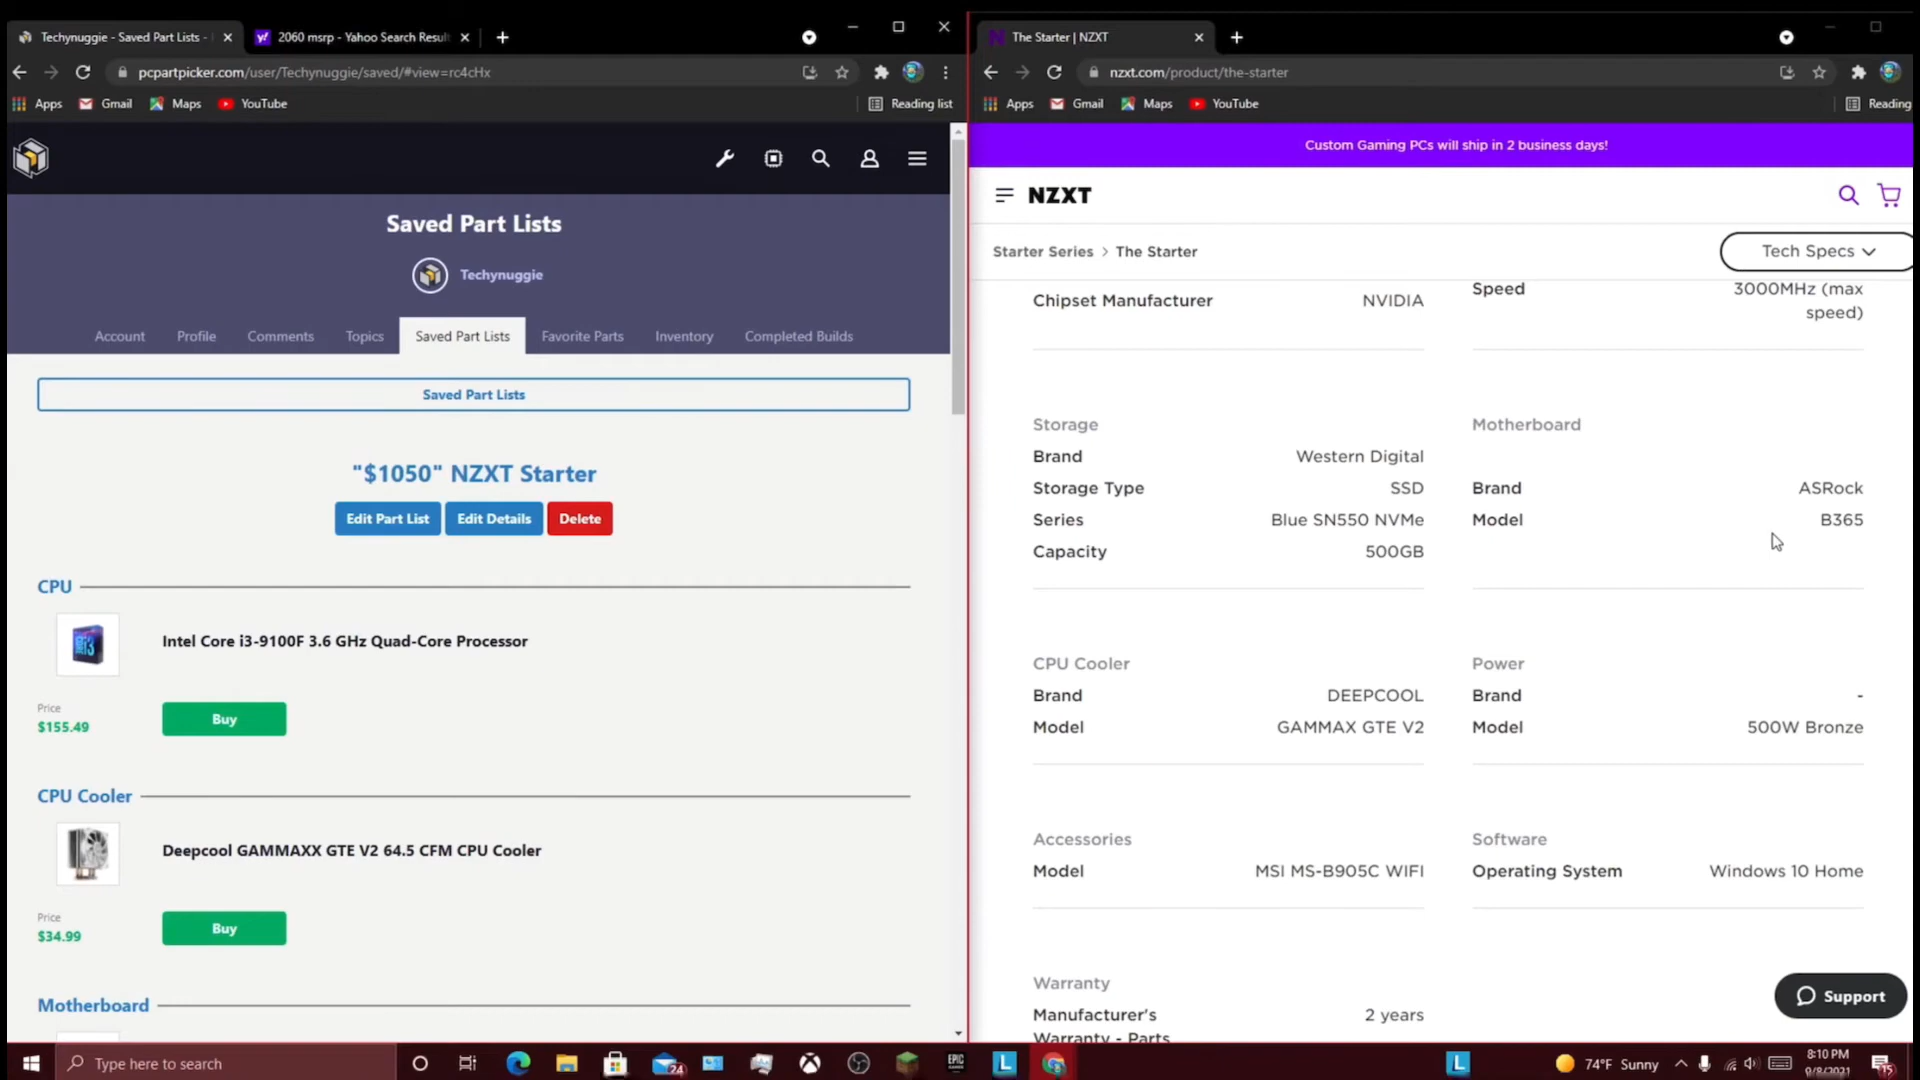 Techynuggie - Saved Part Lists -
2060 msrp - Yahoo Search Resul
pcpartpicker.com/user/Techynuggie/saved/#view=rc4cHx
Apps Gmail Maps YouTube Reading list
Saved Part Lists
Techynuggie
Account Profile Comments Topics Saved Part Lists Favorite Parts Inventory Completed Builds
Saved Part Lists
"$1050" NZXT Starter
Edit Part List Edit Details Delete
CPU
Intel Core i3-9100F 3.6 GHz Quad-Core Processor
Price
$155.49
Buy
CPU Cooler
Deepcool GAMMAXX GTE V2 64.5 CFM CPU Cooler
Price
$34.99
Buy
Motherboard
The Starter | NZXT
nzxt.com/product/the-starter
Apps Gmail Maps YouTube Reading
Custom Gaming PCs will ship in 2 business days!
NZXT
Starter Series > The Starter
Tech Specs
Chipset Manufacturer NVIDIA
Speed 3000MHz (max
speed)
Storage
Brand Western Digital
Storage Type SSD
Series Blue SN550 NVMe
Capacity 500GB
Motherboard
Brand ASRock
Model B365
CPU Cooler
Brand DEEPCOOL
Model GAMMAX GTE V2
Power
Brand -
Model 500W Bronze
Accessories
Model MSI MS-B905C WIFI
Software
Operating System Windows 10 Home
Warranty
Manufacturer's 2 years
Warranty - Parts
Support
Type here to search
24
EPIC
L
L
74°F Sunny
8:10 PM
9/8/2021
15